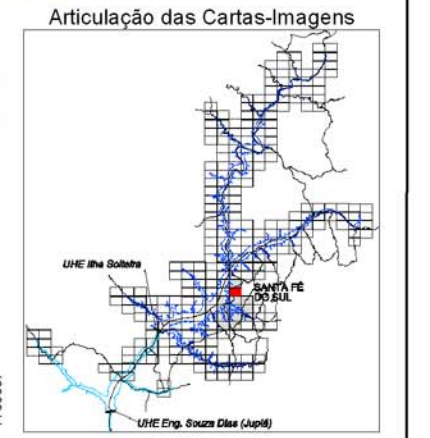 Articulação das Cartas-Imagens
UHE Ilha Solteira
SANTA FÉ
DO SUL
UHE Eng. Souza Dias (Jupiá)